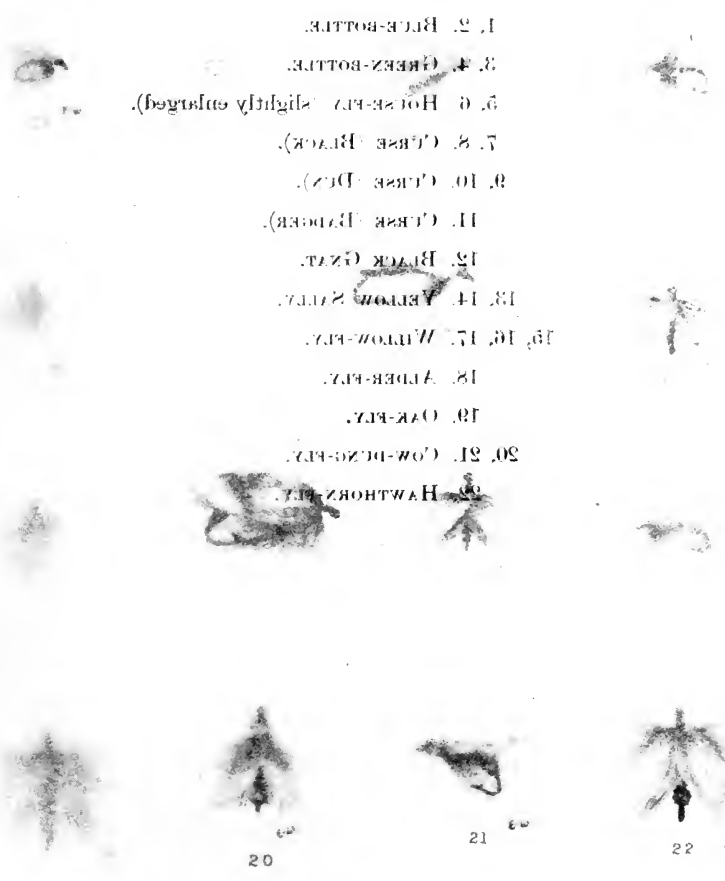 1, 2. BLUE-BOTTLE.
3, 4. GREEN-BOTTLE.
5, 6 HOUSE-FLY (slightly enlarged).
7, 8. CURSE (BLACK).
9, 10. CURSE (DUN).
11. CURSE (BADGER).
12. BLACK GNAT.
13, 14. YELLOW SALLY.
15, 16, 17. WILLOW-FLY.
18. ALDER-FLY.
19. OAK-FLY.
20, 21. COW-DUNG-FLY.
22. HAWTHORN-FLY.
20
21
22